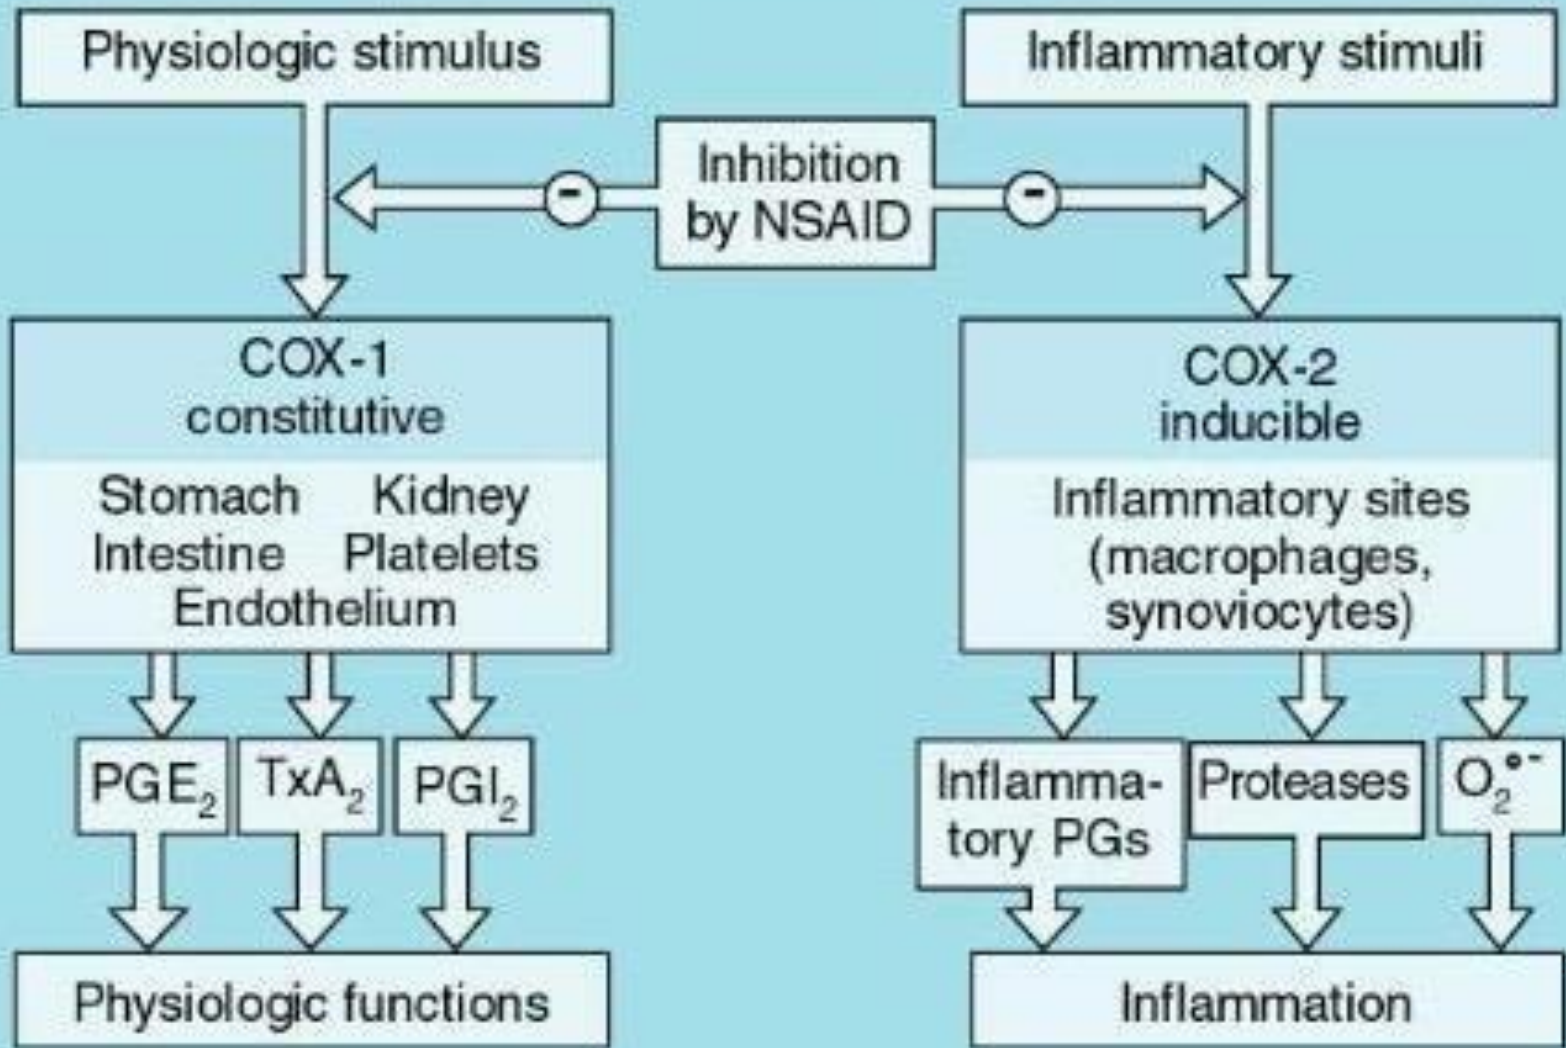 Physiologic stimulus
Inflammatory stimuli
Inhibition
by NSAID
-
-
COX-1
constitutive
Stomach Kidney
Intestine Platelets
Endothelium
COX-2
inducible
Inflammatory sites
(macrophages,
synoviocytes)
PGE₂
TxA₂
PGI₂
Inflamma-
tory PGs
Proteases
O₂•-
Physiologic functions
Inflammation